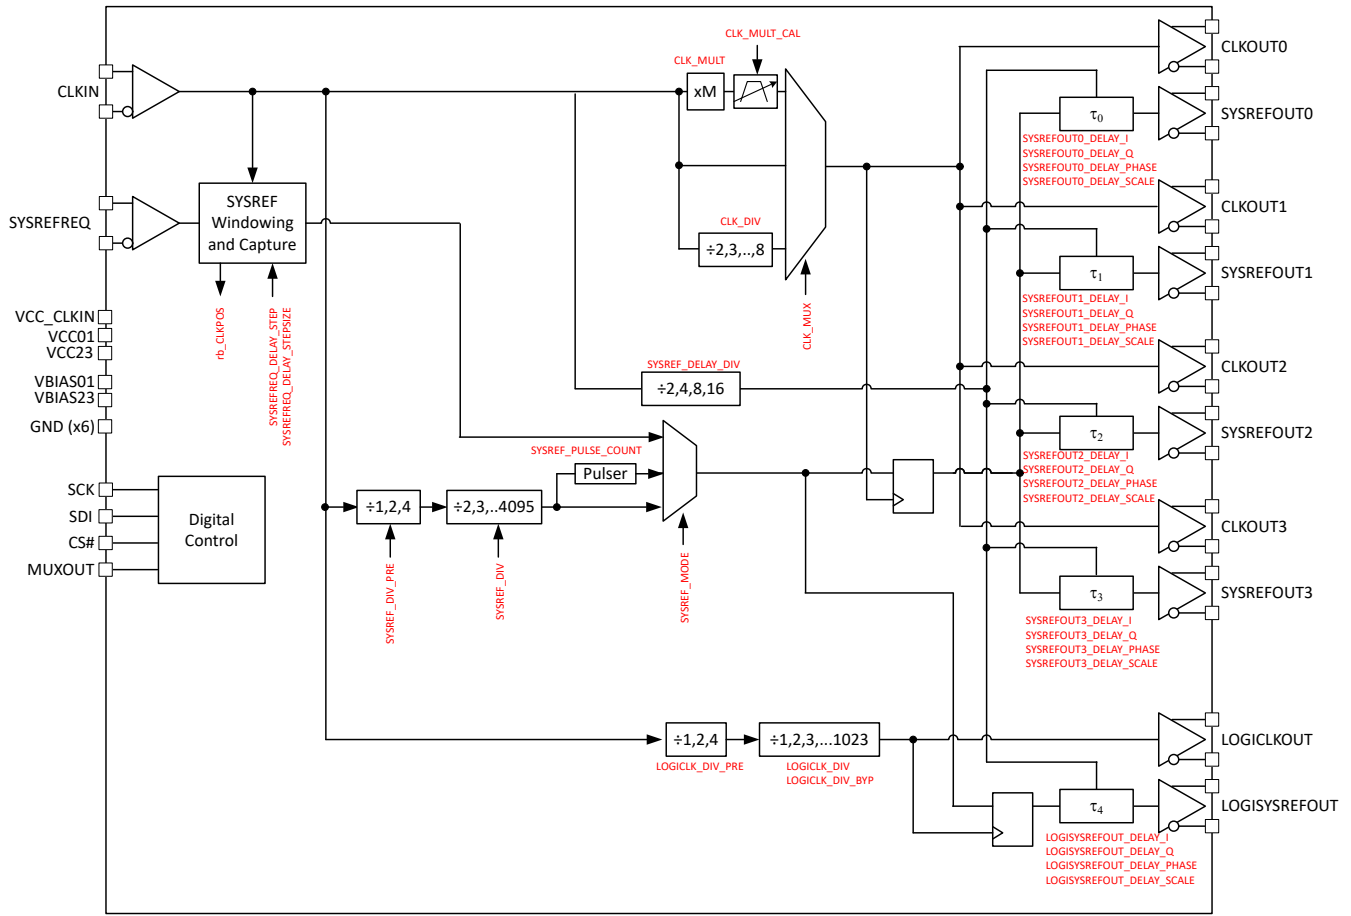 CLK_MULT_CAL
CLK_MULT
CLKIN
xM
CLKOUT0
τ0
SYSREFOUT0
SYSREFOUT0_DELAY_I
SYSREFOUT0_DELAY_Q
SYSREFOUT0_DELAY_PHASE
SYSREFOUT0_DELAY_SCALE
SYSREFREQ
SYSREF
Windowing
and Capture
CLK_DIV
÷2,3,..,8
CLKOUT1
τ1
SYSREFOUT1
SYSREFOUT1_DELAY_I
SYSREFOUT1_DELAY_Q
SYSREFOUT1_DELAY_PHASE
SYSREFOUT1_DELAY_SCALE
rb_CLKPOS
SYSREFREQ_DELAY_STEP
SYSREFREQ_DELAY_STEPSIZE
CLK_MUX
VCC_CLKIN
VCC01
VCC23
VBIAS01
VBIAS23
GND (x6)
SYSREF_DELAY_DIV
÷2,4,8,16
CLKOUT2
τ2
SYSREFOUT2
SYSREFOUT2_DELAY_I
SYSREFOUT2_DELAY_Q
SYSREFOUT2_DELAY_PHASE
SYSREFOUT2_DELAY_SCALE
SYSREF_PULSE_COUNT
Pulser
÷1,2,4
÷2,3,..4095
SYSREF_DIV_PRE
SYSREF_DIV
SYSREF_MODE
SCK
SDI
CS#
MUXOUT
Digital
Control
CLKOUT3
τ3
SYSREFOUT3
SYSREFOUT3_DELAY_I
SYSREFOUT3_DELAY_Q
SYSREFOUT3_DELAY_PHASE
SYSREFOUT3_DELAY_SCALE
÷1,2,4
LOGICLK_DIV_PRE
÷1,2,3,...1023
LOGICLK_DIV
LOGICLK_DIV_BYP
LOGICLKOUT
τ4
LOGISYSREFOUT
LOGISYSREFOUT_DELAY_I
LOGISYSREFOUT_DELAY_Q
LOGISYSREFOUT_DELAY_PHASE
LOGISYSREFOUT_DELAY_SCALE